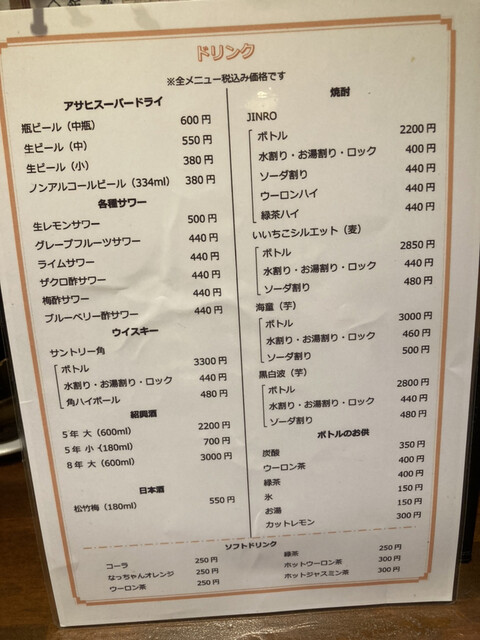 ドリンク
※全メニュー税込み価格です
アサヒスーパードライ
瓶ビール（中瓶） 600円
生ビール（中） 550円
生ビール（小） 380円
ノンアルコールビール（334ml） 380円
各種サワー
生レモンサワー 500円
グレープフルーツサワー 440円
ライムサワー 440円
ザクロ酢サワー 440円
梅酢サワー 440円
ブルーベリー酢サワー 440円
ウイスキー
サントリー角
ボトル 3300円
水割り・お湯割り・ロック 440円
角ハイボール 480円
紹興酒
5年 大（600ml） 2200円
5年 小（180ml） 700円
8年 大（600ml） 3000円
日本酒
松竹梅（180ml） 550円
焼酎
JINRO
ボトル 2200円
水割り・お湯割り・ロック 400円
ソーダ割り 440円
ウーロンハイ 440円
緑茶ハイ 440円
いいちこシルエット（麦）
ボトル 2850円
水割り・お湯割り・ロック 440円
ソーダ割り 480円
海童（芋）
ボトル 3000円
水割り・お湯割り・ロック 460円
ソーダ割り 500円
黒白波（芋）
ボトル 2800円
水割り・お湯割り・ロック 440円
ソーダ割り 480円
ボトルのお供
炭酸 350円
ウーロン茶 400円
緑茶 400円
氷 150円
お湯 150円
カットレモン 300円
ソフトドリンク
コーラ 250円
なっちゃんオレンジ 250円
ウーロン茶 250円
緑茶 250円
ホットウーロン茶 300円
ホットジャスミン茶 300円